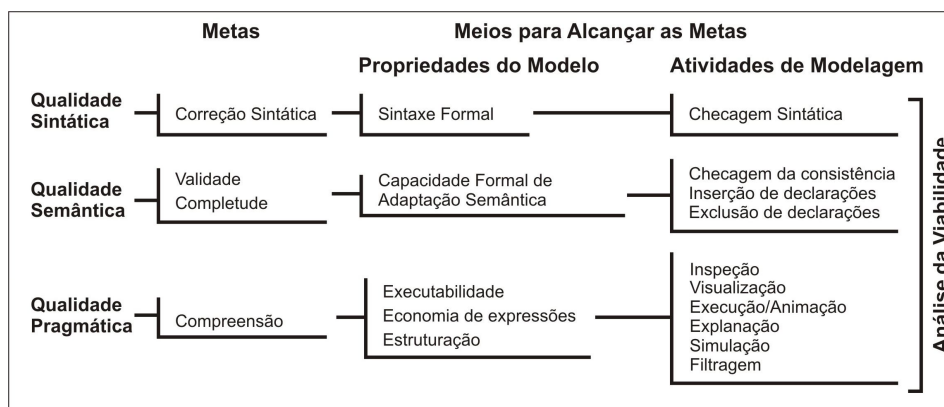 Metas
Meios para Alcançar as Metas
Propriedades do Modelo
Atividades de Modelagem
Qualidade
Sintática
Correção Sintática
Sintaxe Formal
Checagem Sintática
Qualidade
Semântica
Validade
Completude
Capacidade Formal de
Adaptação Semântica
Checagem da consistência
Inserção de declarações
Exclusão de declarações
Qualidade
Pragmática
Compreensão
Executabilidade
Economia de expressões
Estruturação
Inspeção
Visualização
Execução/Animação
Explanação
Simulação
Filtragem
Análise da Viabilidade